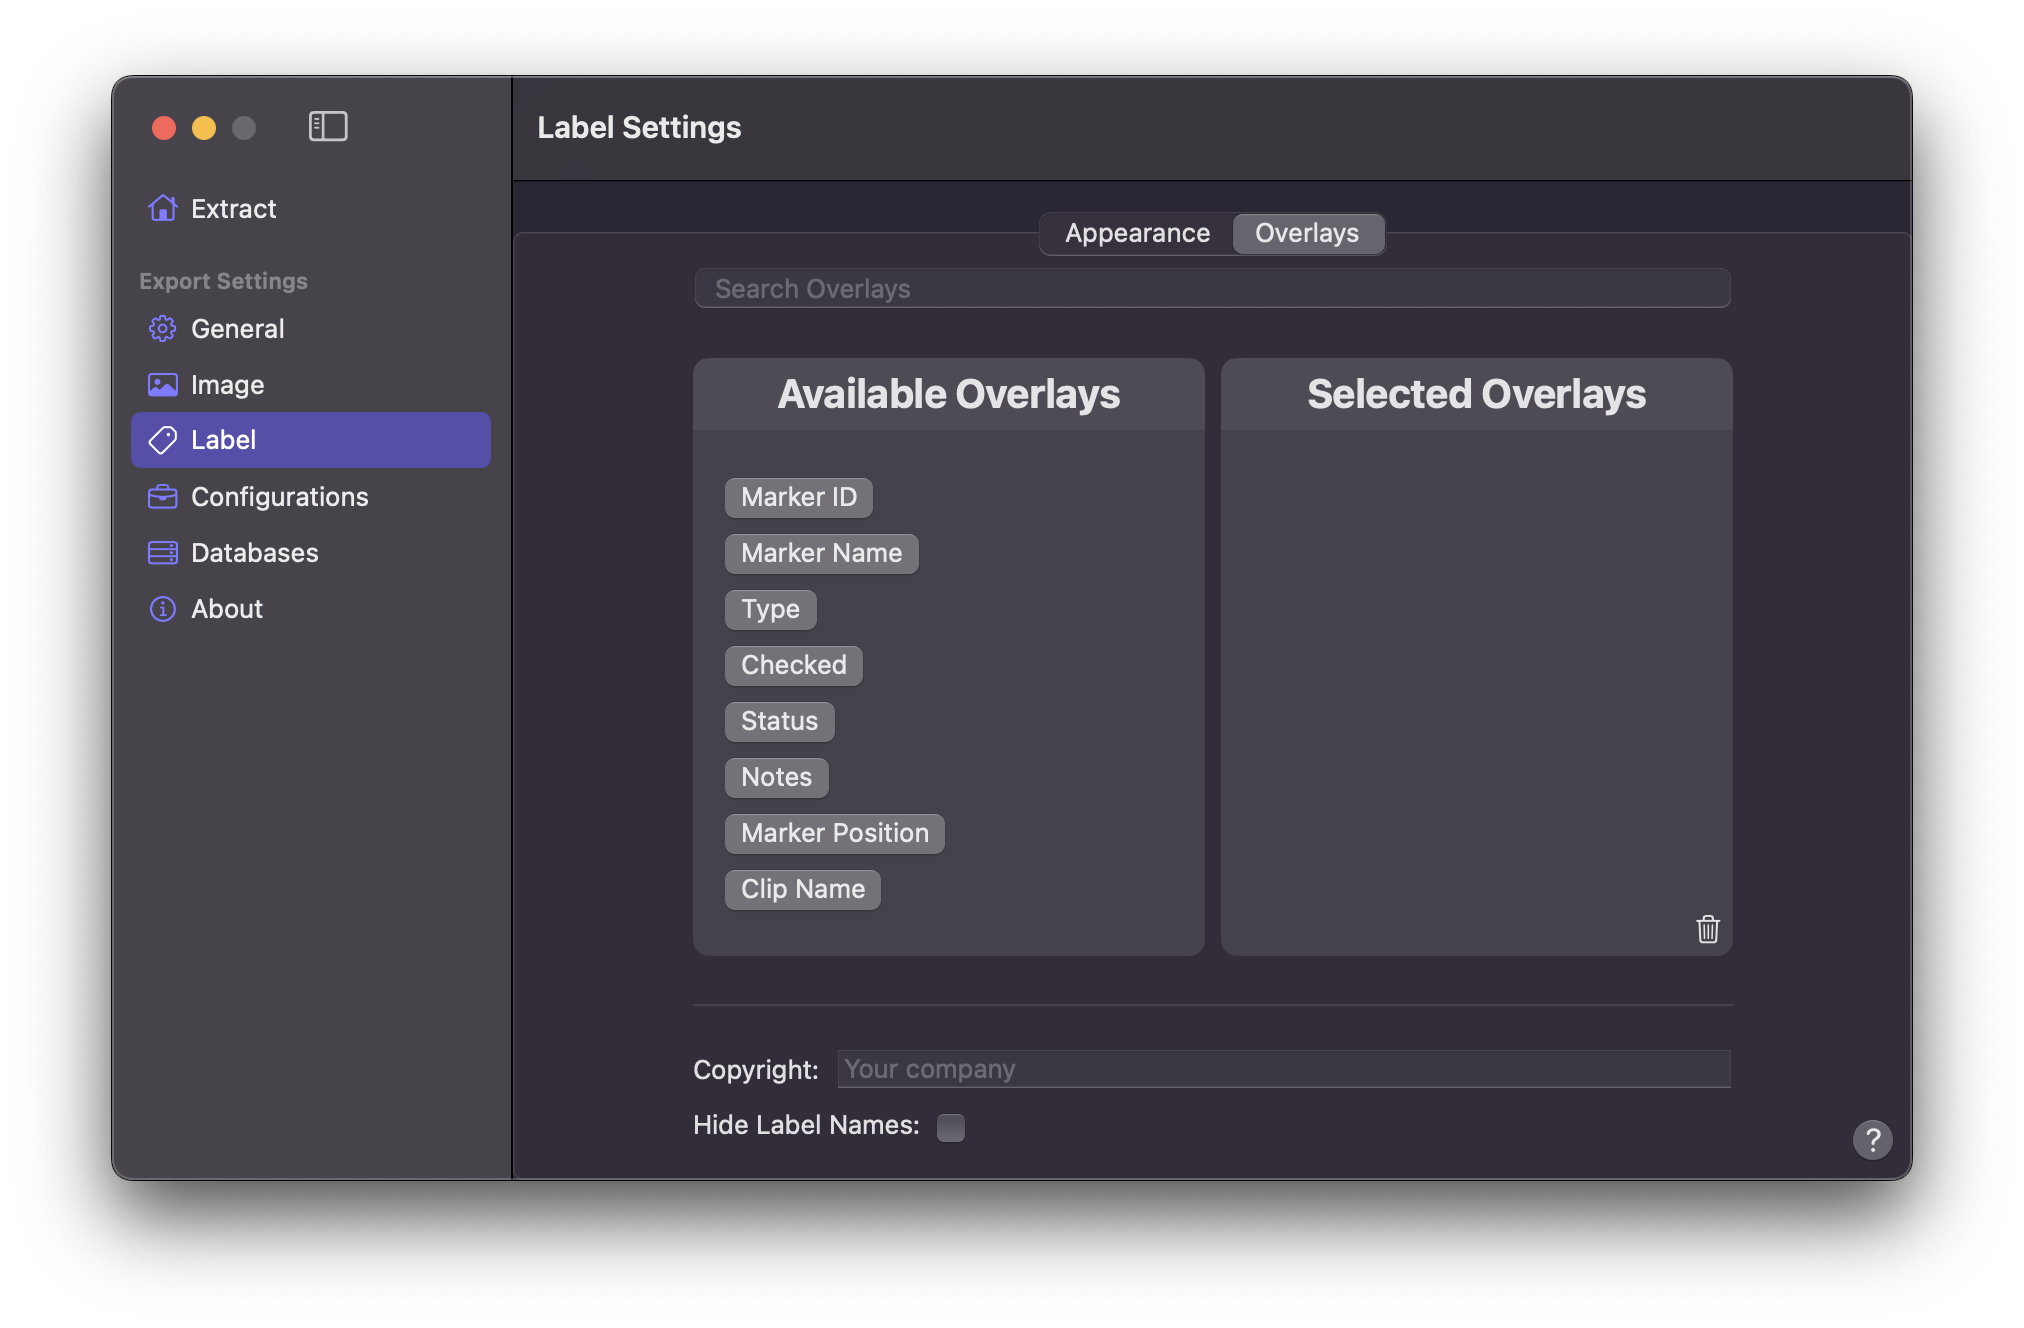 Label Settings
Extract
Export Settings
General
Image
Label
Configurations
Databases
About
Appearance
Overlays
Search Overlays
Available Overlays
Marker ID
Marker Name
Type
Checked
Status
Notes
Marker Position
Clip Name
Selected Overlays
Copyright: Your company
Hide Label Names:
?